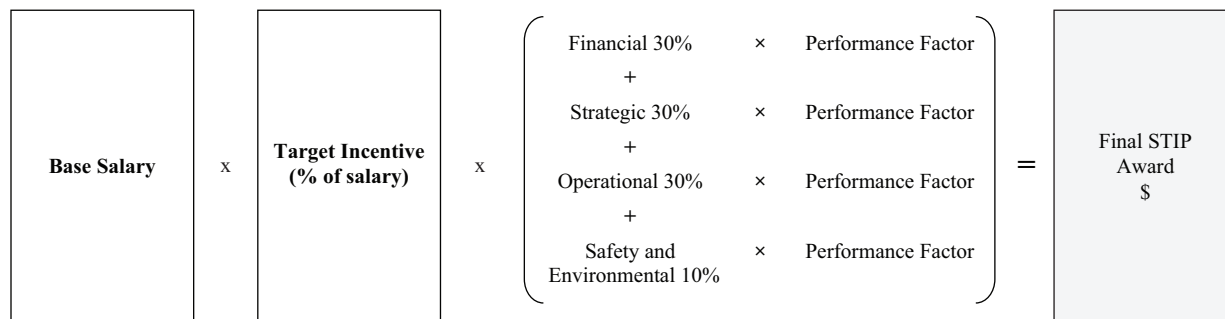 Base Salary
x
Target Incentive
(% of salary)
x
Financial 30% × Performance Factor
+
Strategic 30% × Performance Factor
+
Operational 30% × Performance Factor
+
Safety and
Environmental 10% × Performance Factor
=
Final STIP
Award
$